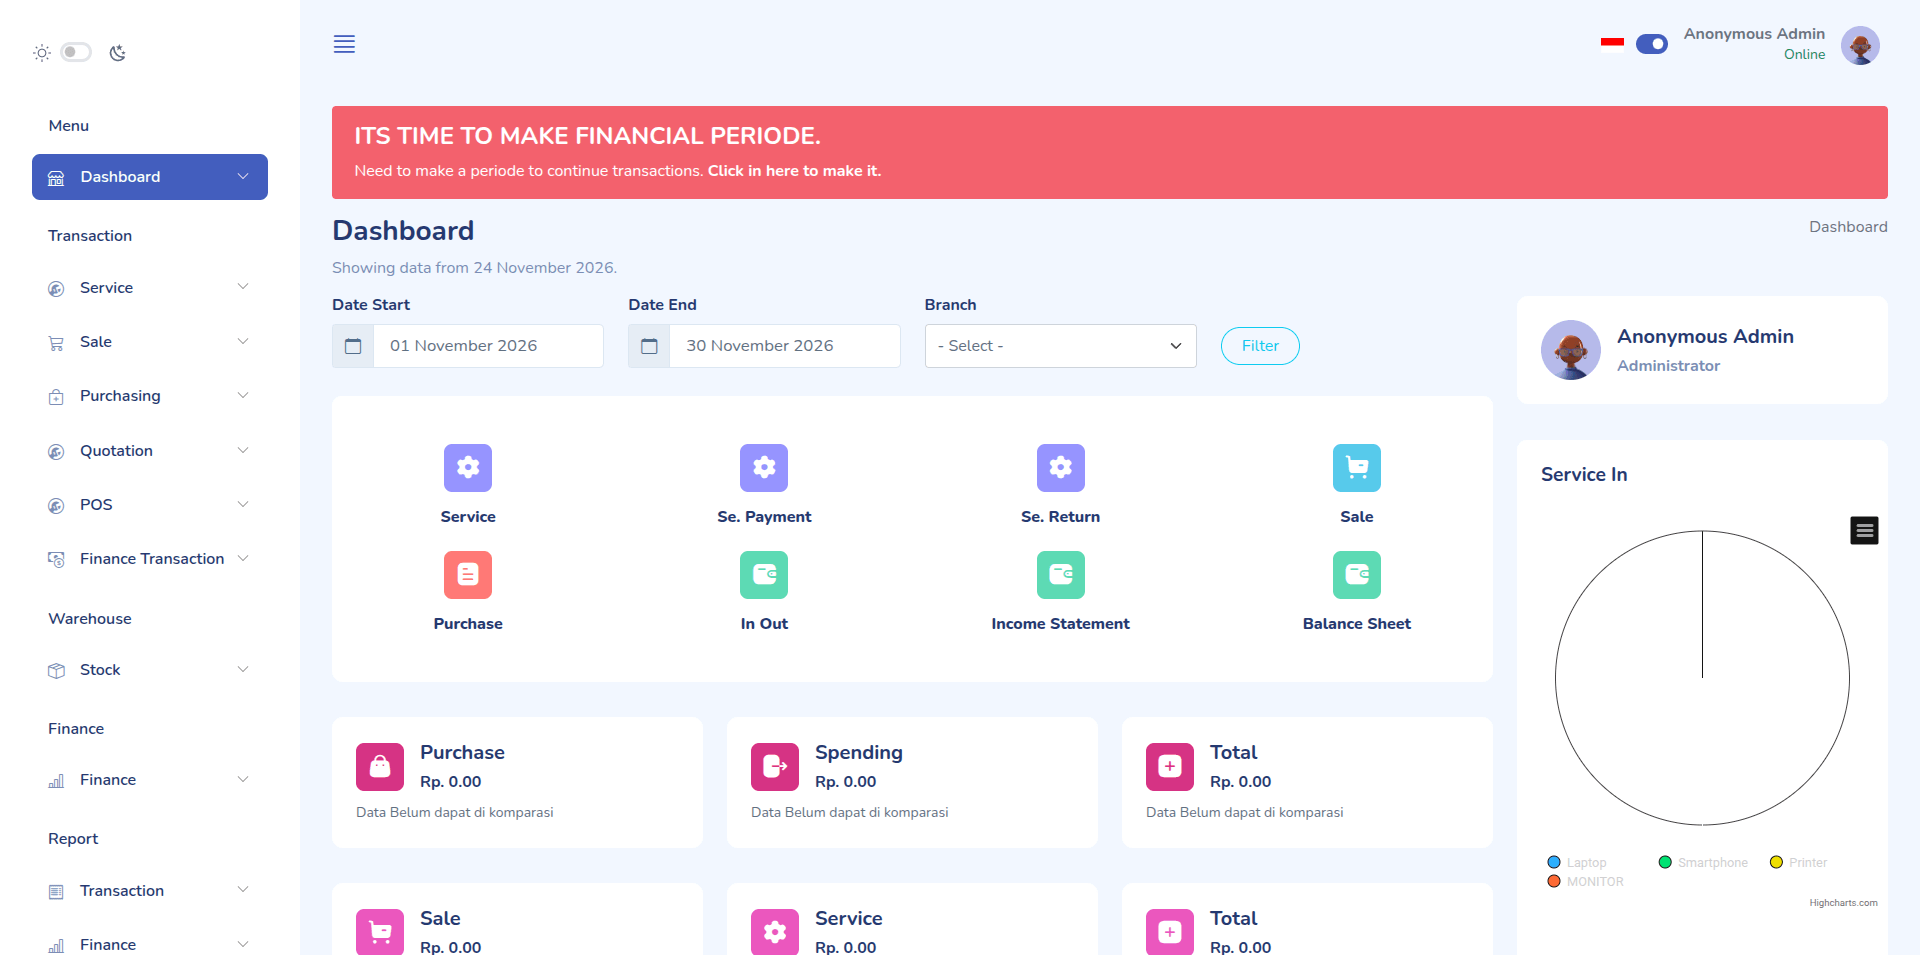 Menu
Dashboard
Transaction
Service
Sale
Purchasing
Quotation
POS
Finance Transaction
Warehouse
Stock
Finance
Finance
Report
Transaction
Finance
Anonymous Admin
Online
ITS TIME TO MAKE FINANCIAL PERIODE.
Need to make a periode to continue transactions. Click in here to make it.
Dashboard
Dashboard
Showing data from 24 November 2026.
Date Start
Date End
Branch
01 November 2026
30 November 2026
- Select -
Filter
Service
Se. Payment
Se. Return
Sale
Purchase
In Out
Income Statement
Balance Sheet
Purchase
Rp. 0.00
Data Belum dapat di komparasi
Spending
Rp. 0.00
Data Belum dapat di komparasi
Total
Rp. 0.00
Data Belum dapat di komparasi
Sale
Rp. 0.00
Service
Rp. 0.00
Total
Rp. 0.00
Anonymous Admin
Administrator
Service In
Laptop
Smartphone
Printer
MONITOR
Highcharts.com